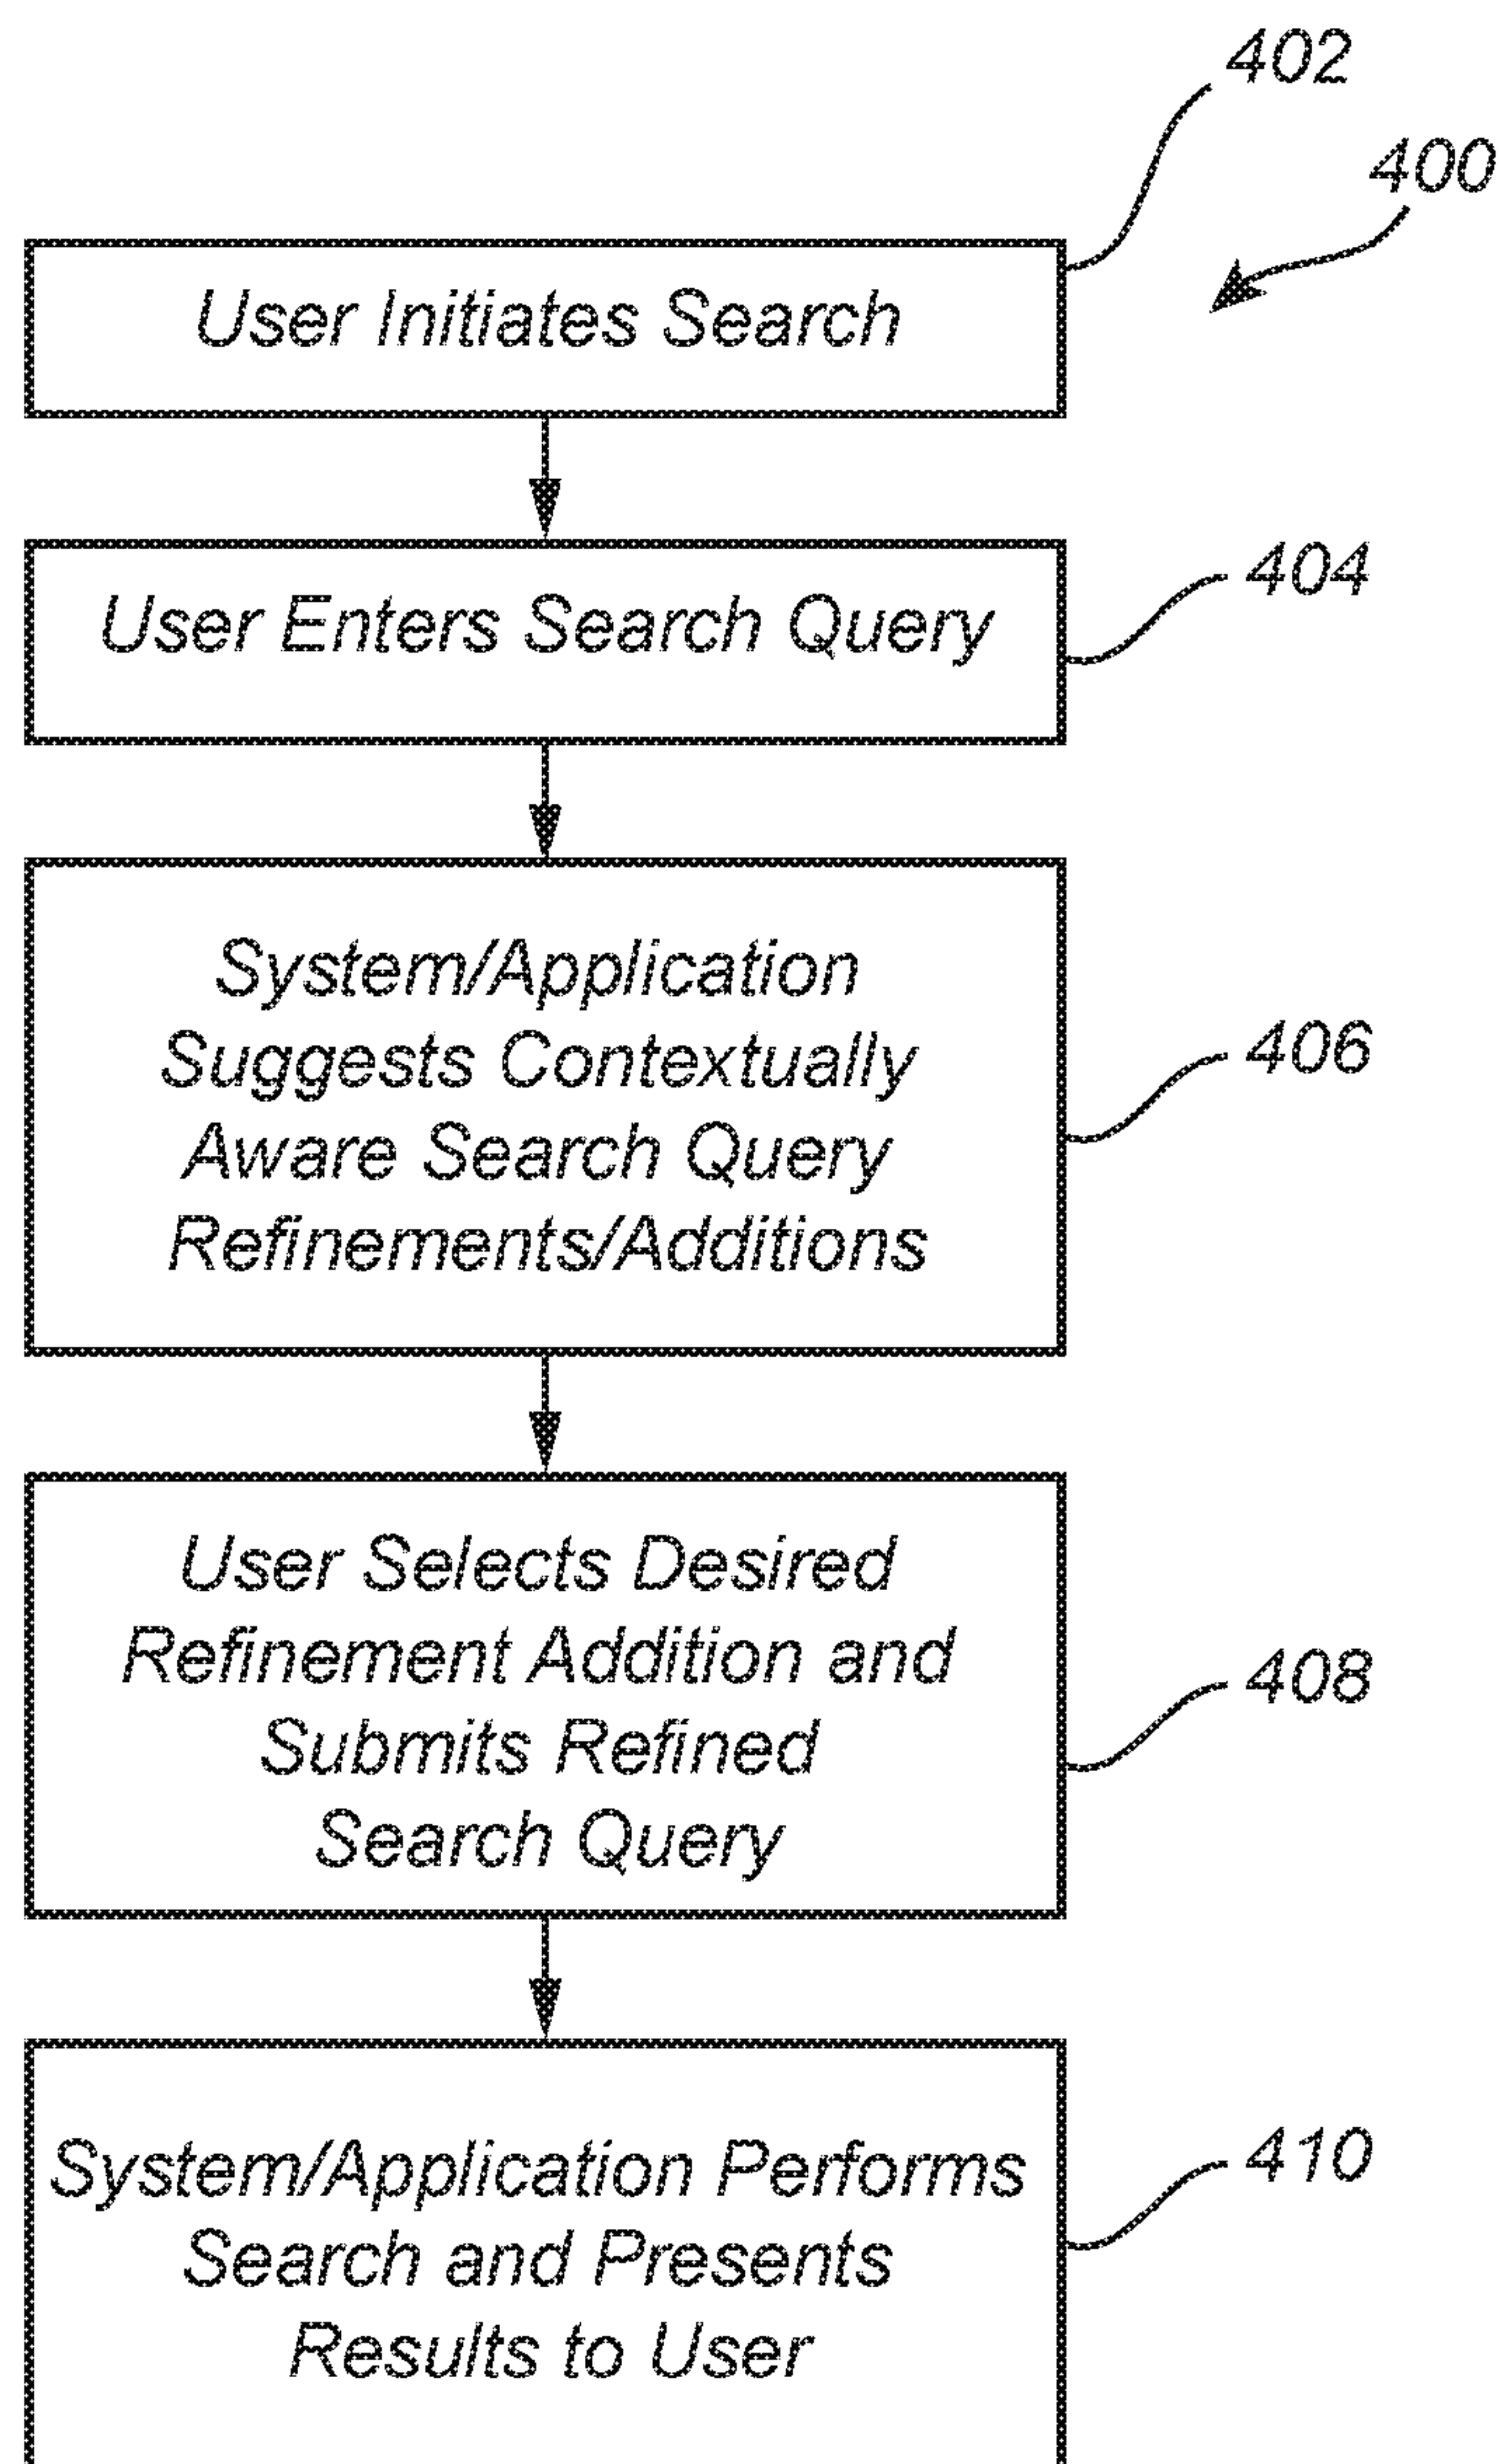 402
400
User Initiates Search
User Enters Search Query
404
System/Application
Suggests Contextually
Aware Search Query
Refinements/Additions
406
User Selects Desired
Refinement Addition and
Submits Refined
Search Query
408
System/Application Performs
Search and Presents
Results to User
410